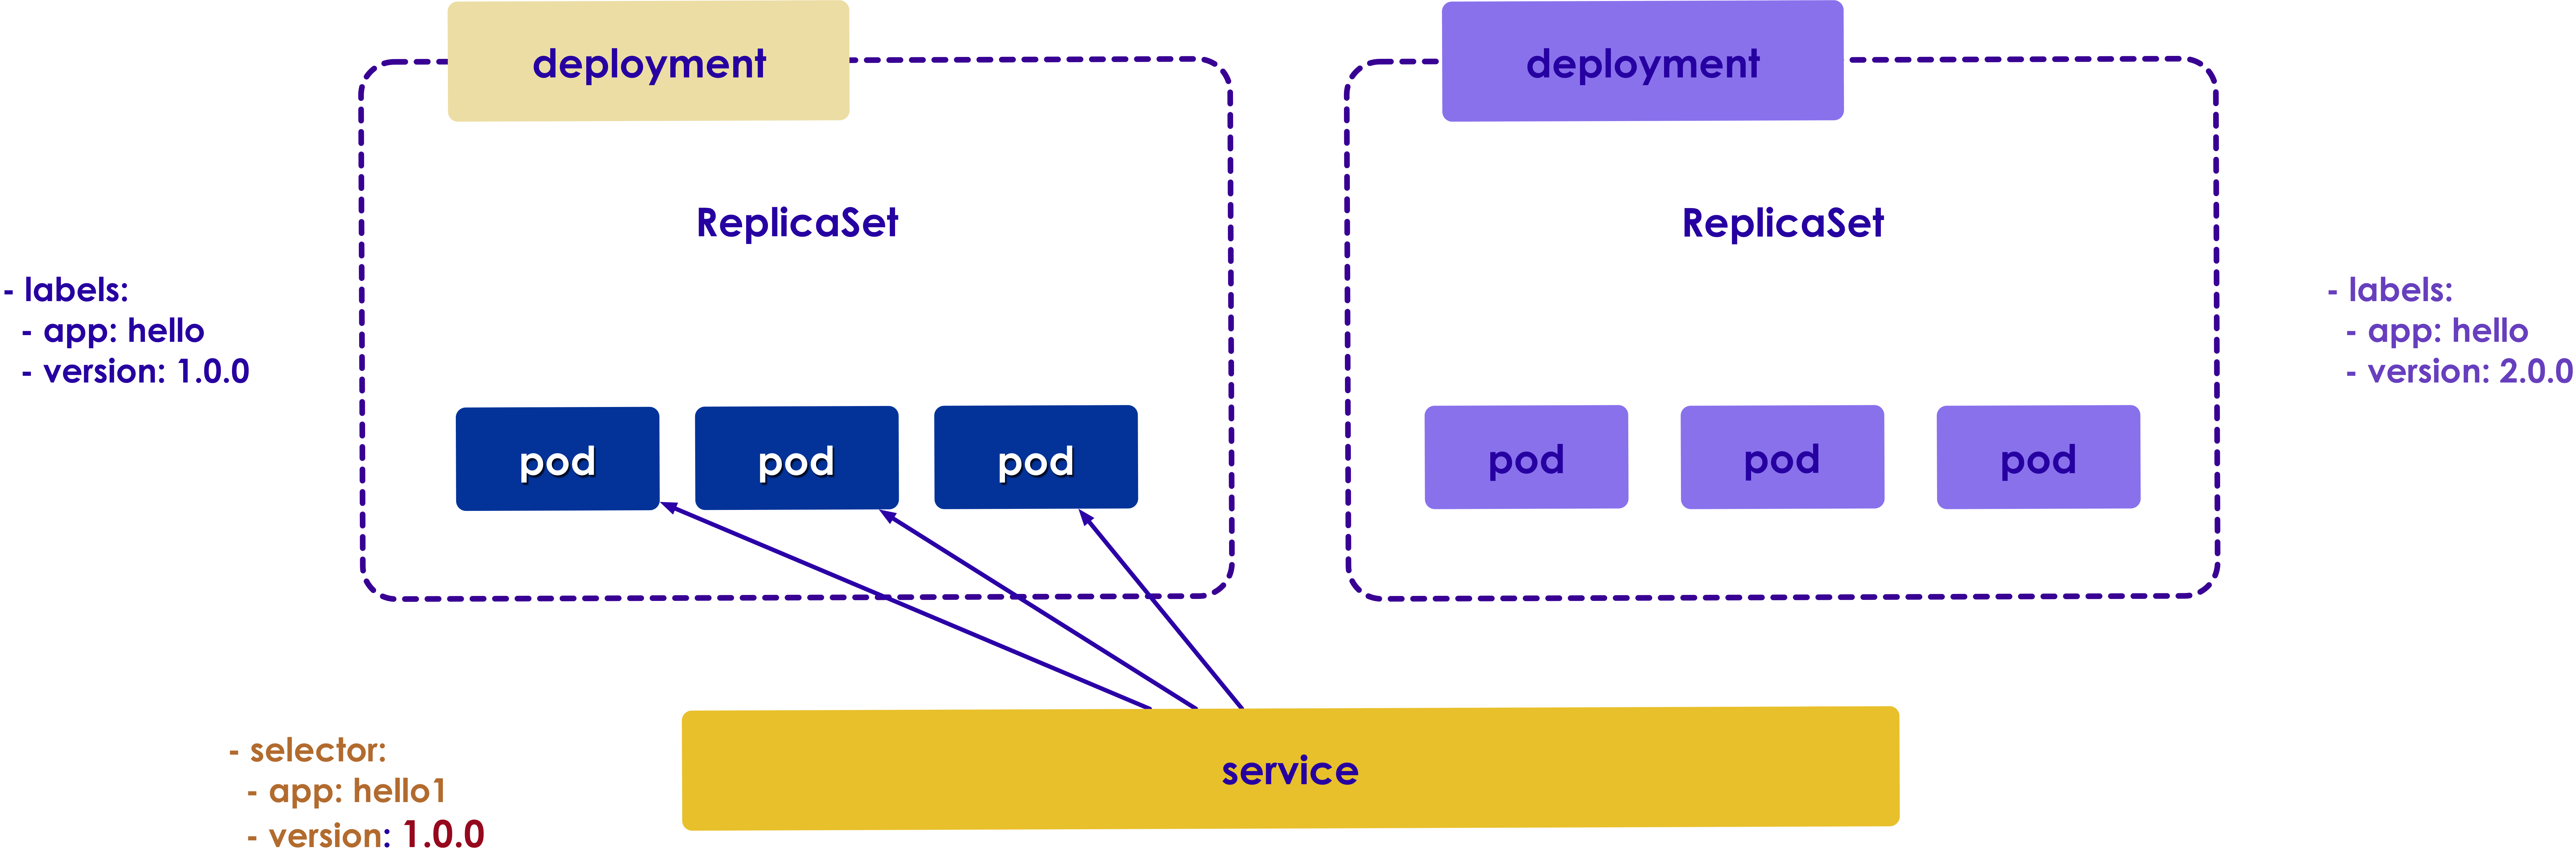 deployment
deployment
ReplicaSet
ReplicaSet
- labels:
- app: hello
- version: 1.0.0
- labels:
- app: hello
- version: 2.0.0
pod
pod
pod
pod
pod
pod
- selector:
- app: hello1
- version: 1.0.0
service